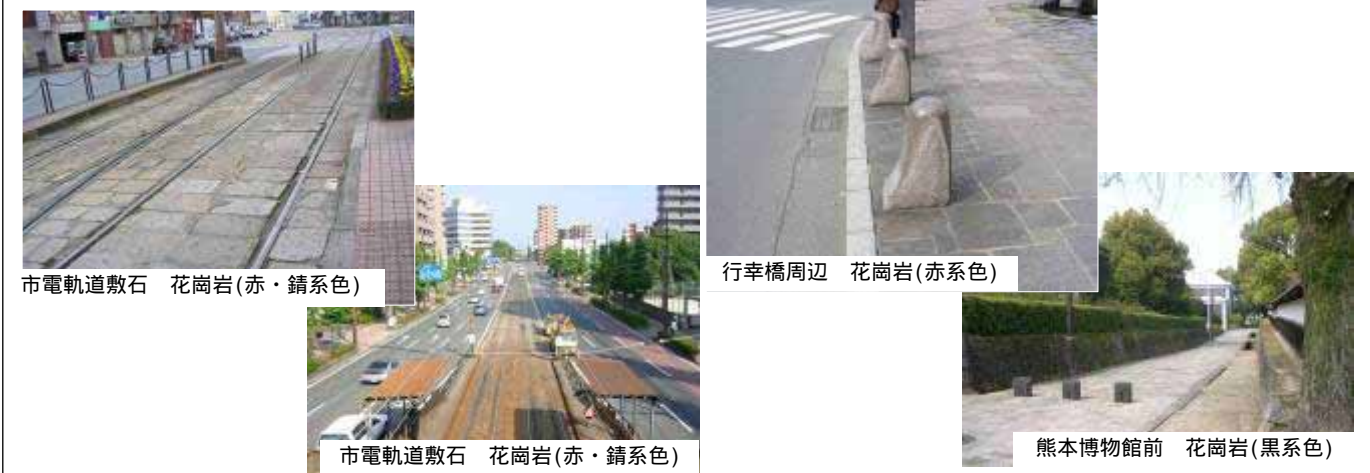 市電軌道敷石　花崗岩(赤・錆系色)
市電軌道敷石　花崗岩(赤・錆系色)
行幸橋周辺　花崗岩(赤系色)
熊本博物館前　花崗岩(黒系色)